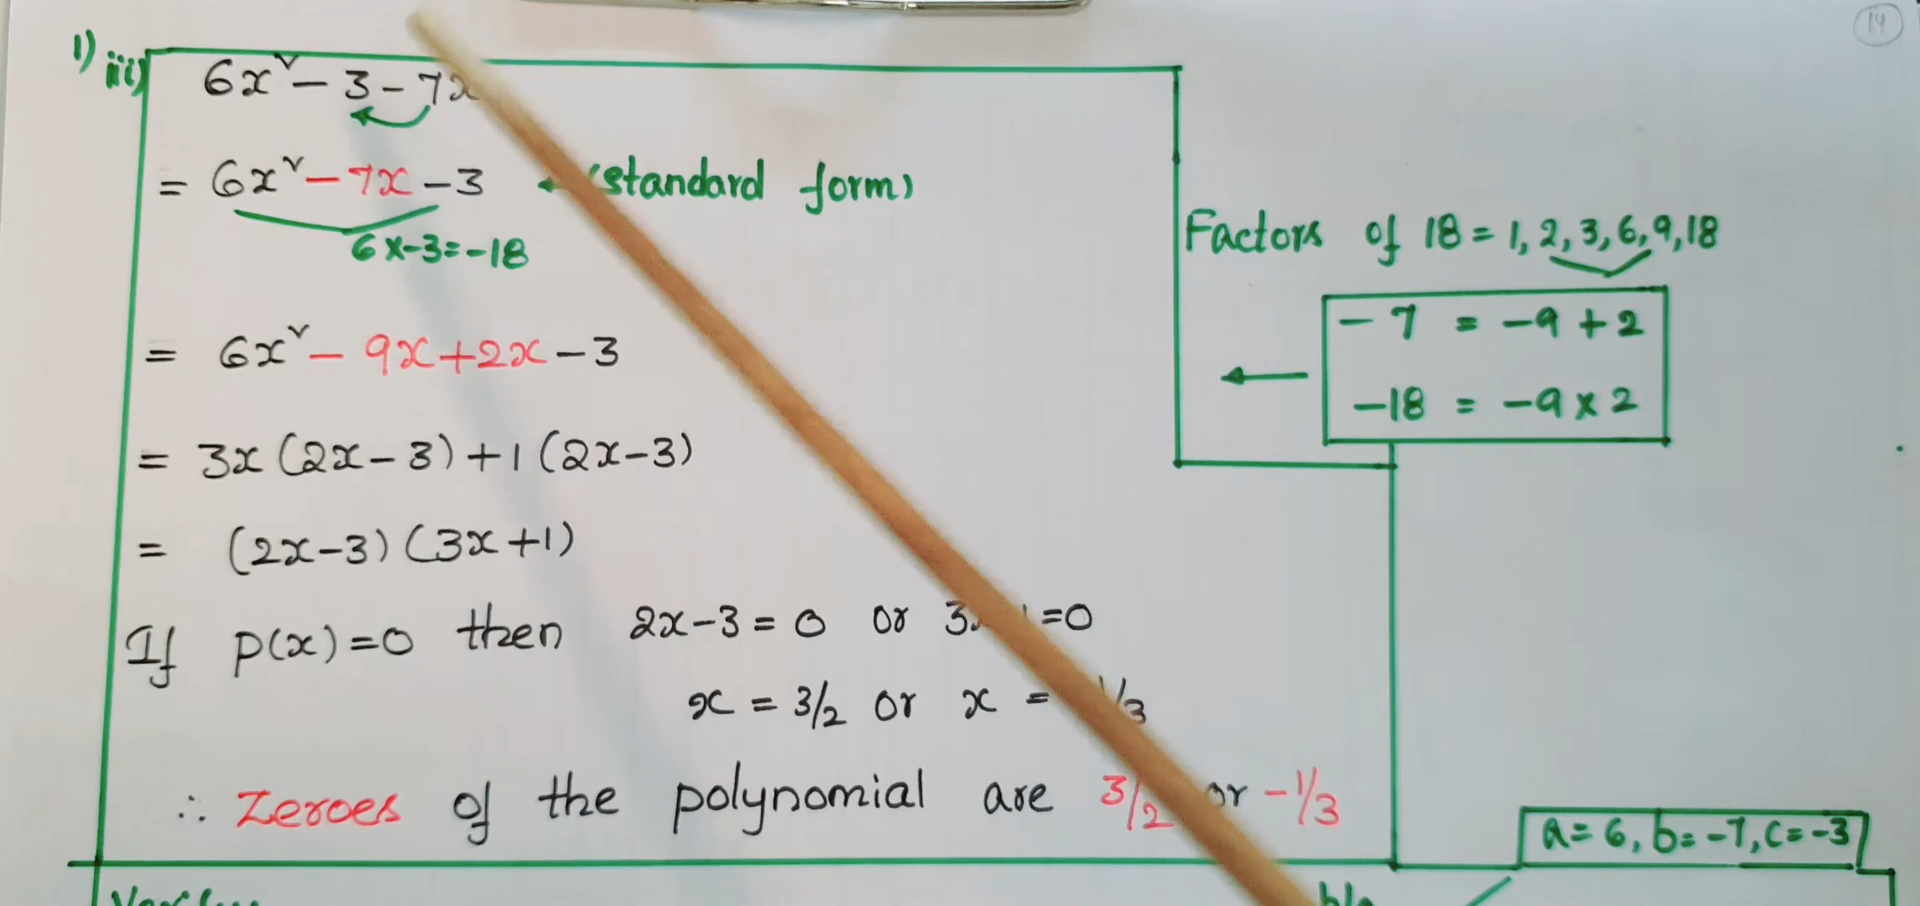 14
1) iii) 6x² - 3 - 7x
= 6x² - 7x - 3 ← (standard form)
6 x -3 = -18
Factors of 18 = 1, 2, 3, 6, 9, 18
- 7 = -9 + 2
-18 = -9 x 2
= 6x² - 9x + 2x - 3
= 3x (2x - 3) + 1 (2x - 3)
= (2x - 3) (3x + 1)
If p(x) = 0 then 2x - 3 = 0 or 3 = 0
x = 3/2 or x = 1/3
∴ Zeroes of the polynomial are 3/2 or -1/3
a = 6, b = -7, c = -3